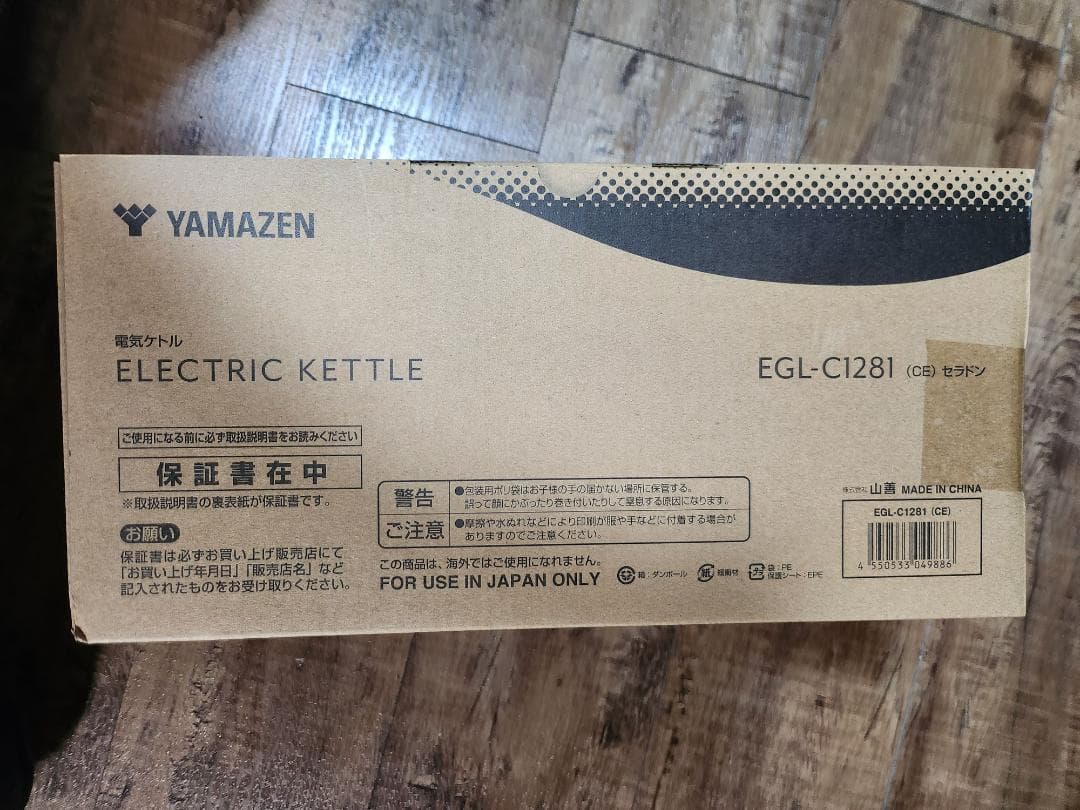 YAMAZEN
電気ケトル
ELECTRIC KETTLE
EGL-C1281 (CE) セラドン
ご使用になる前に必ず取扱説明書をお読みください
保証書在中
※取扱説明書の裏表紙が保証書です。
お願い
保証書は必ずお買い上げ販売店にて
「お買い上げ年月日」「販売店名」など
記入されたものをお受け取りください。
警告
●包装用ポリ袋はお子様の手の届かない場所に保管する。
誤って顔にかぶったり巻き付いたりして窒息する原因になります。
ご注意
●摩擦や水ぬれなどにより印刷が服や手などに付着する場合が
ありますのでご注意ください。
この商品は、海外ではご使用になれません。
FOR USE IN JAPAN ONLY
箱：ダンボール
紙
緩衝材
プラ
袋：PE
保護シート：EPE
株式会社 山善 MADE IN CHINA
EGL-C1281 (CE)
4 550533 049886